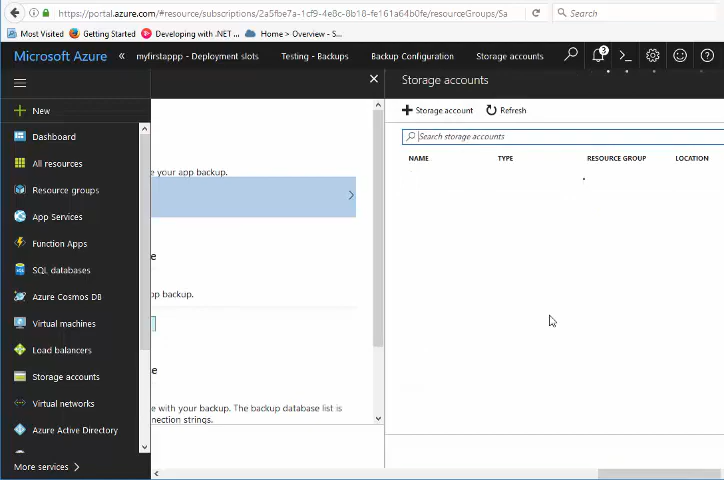 https://portal.azure.com/#resource/subscriptions/2a5fbe7a-1cf9-4e8c-8b18-fe161a64b0fe/resourceGroups/Sa
Search
Most Visited
Getting Started
Developing with .NET ...
Home > Overview - S...
Microsoft Azure
myfirstappp - Deployment slots
Testing - Backups
Backup Configuration
Storage accounts
3
Storage accounts
New
Storage account
Refresh
Dashboard
Search storage accounts
All resources
NAME
TYPE
RESOURCE GROUP
LOCATION
e your app backup.
Resource groups
App Services
Function Apps
e
SQL databases
pp backup.
Azure Cosmos DB
Virtual machines
Load balancers
e
Storage accounts
Virtual networks
e with your backup. The backup database list is
nection strings.
Azure Active Directory
More services